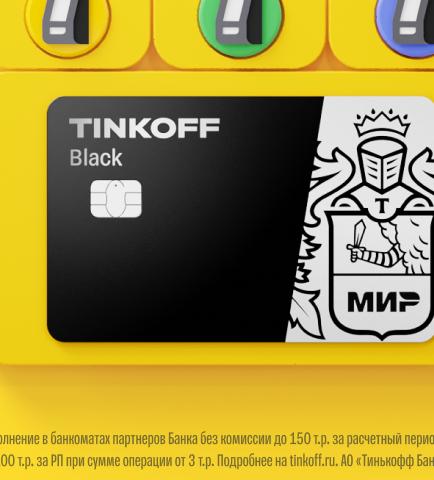 TINKOFF
Black
T
МИР
олнение в банкоматах партнеров Банка без комиссии до 150 т.р. за расчетный перио
00 т.р. за РП при сумме операции от 3 т.р. Подробнее на tinkoff.ru. АО «Тинькофф Бан